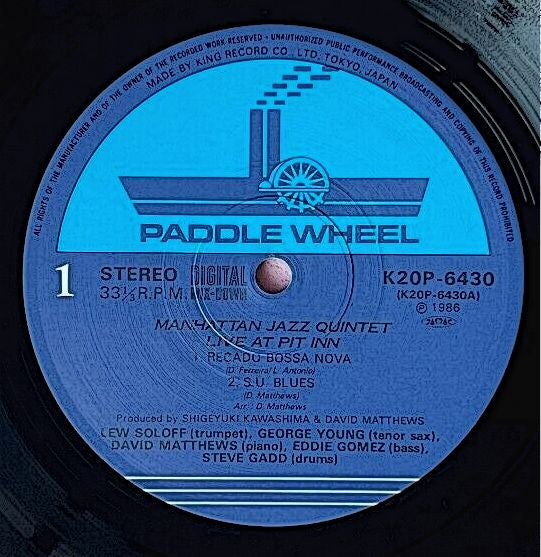 ALL RIGHTS OF THE MANUFACTURER AND OF THE OWNER OF THE RECORDED WORK RESERVED • UNAUTHORIZED PUBLIC PERFORMANCE BROADCASTING AND COPYING OF THIS RECORD PROHIBITED
MADE BY KING RECORD CO., LTD. TOKYO, JAPAN
PADDLE WHEEL
1 STEREO DIGITAL K20P-6430
33⅓R.P.M. MIX-DOWN (K20P-6430A)
Ⓟ 1986
MANHATTAN JAZZ QUINTET
LIVE AT PIT INN
1. RECADO BOSSA NOVA
(D. Ferreira/L. Antonio)
2. S.U. BLUES
(D. Matthews)
Arr.: D. Matthews
Produced by SHIGEYUKI KAWASHIMA & DAVID MATTHEWS
LEW SOLOFF (trumpet), GEORGE YOUNG (tenor sax),
DAVID MATTHEWS (piano), EDDIE GOMEZ (bass),
STEVE GADD (drums)